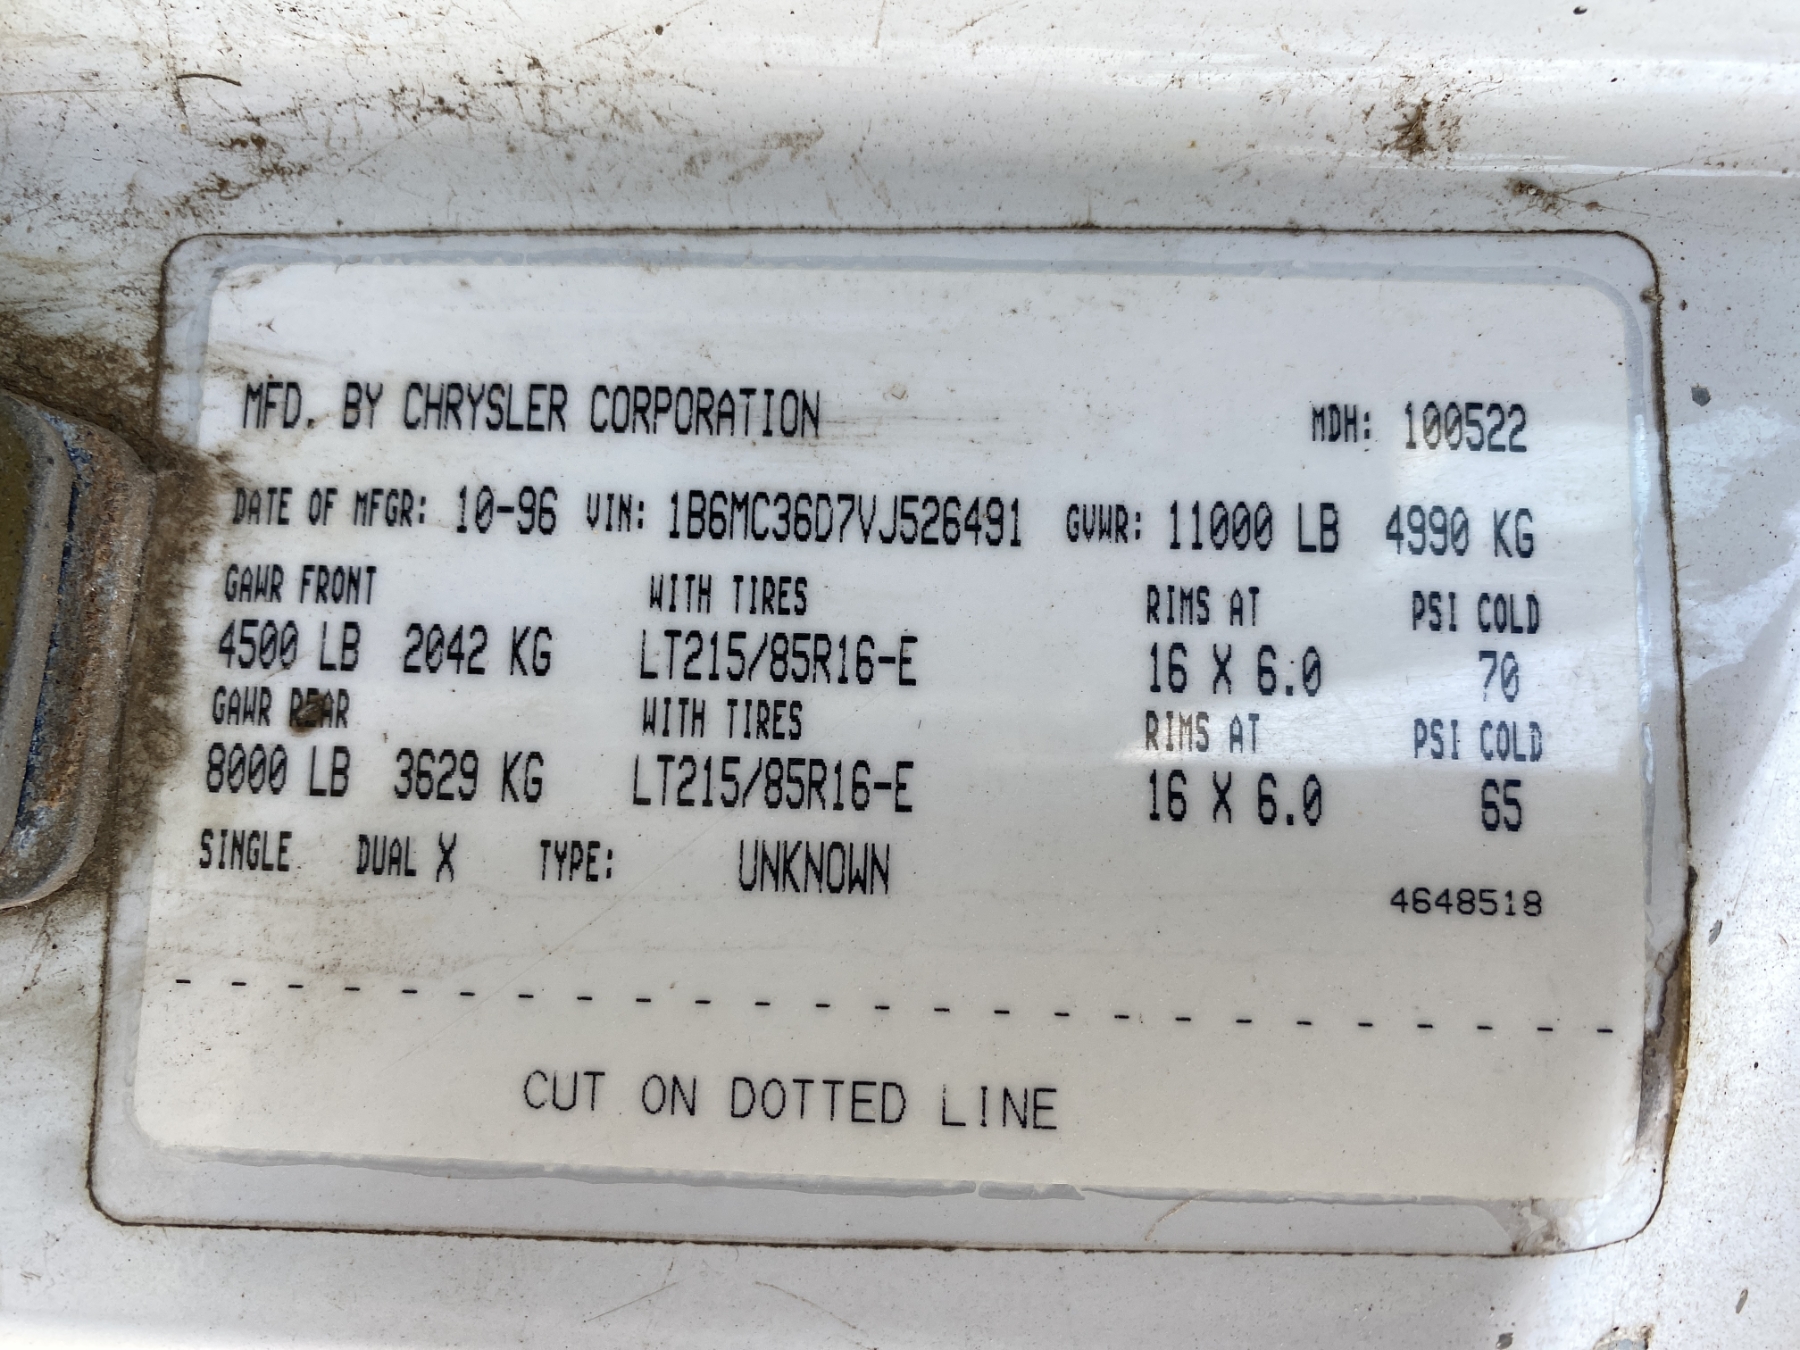 MFD. BY CHRYSLER CORPORATION MDH: 100522
DATE OF MFGR: 10-96 VIN: 1B6MC36D7VJ526491 GVWR: 11000 LB 4990 KG
GAWR FRONT WITH TIRES RIMS AT PSI COLD
4500 LB 2042 KG LT215/85R16-E 16 X 6.0 70
GAWR REAR WITH TIRES RIMS AT PSI COLD
8000 LB 3629 KG LT215/85R16-E 16 X 6.0 65
SINGLE DUAL X TYPE: UNKNOWN
4648518
- - - - - - - - - - - - - - - - - - - - - - - - -
CUT ON DOTTED LINE